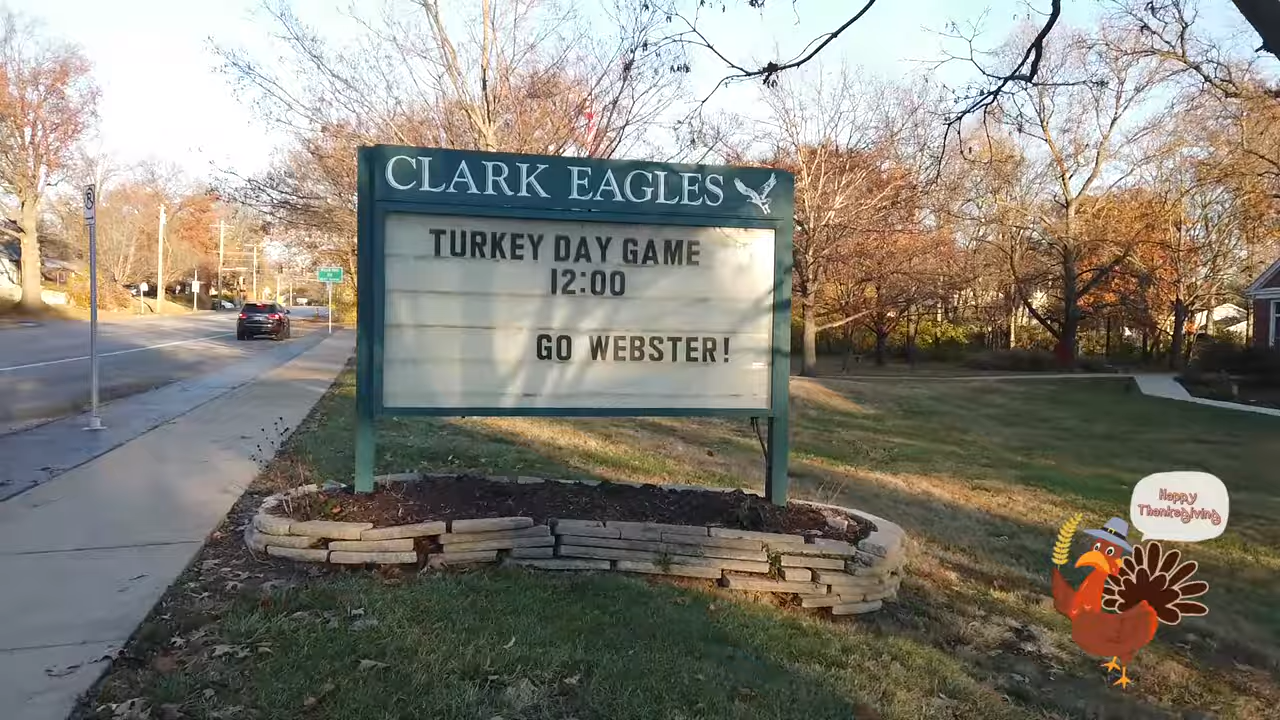 CLARK EAGLES
TURKEY DAY GAME
12:00
GO WEBSTER!
Happy
Thanksgiving